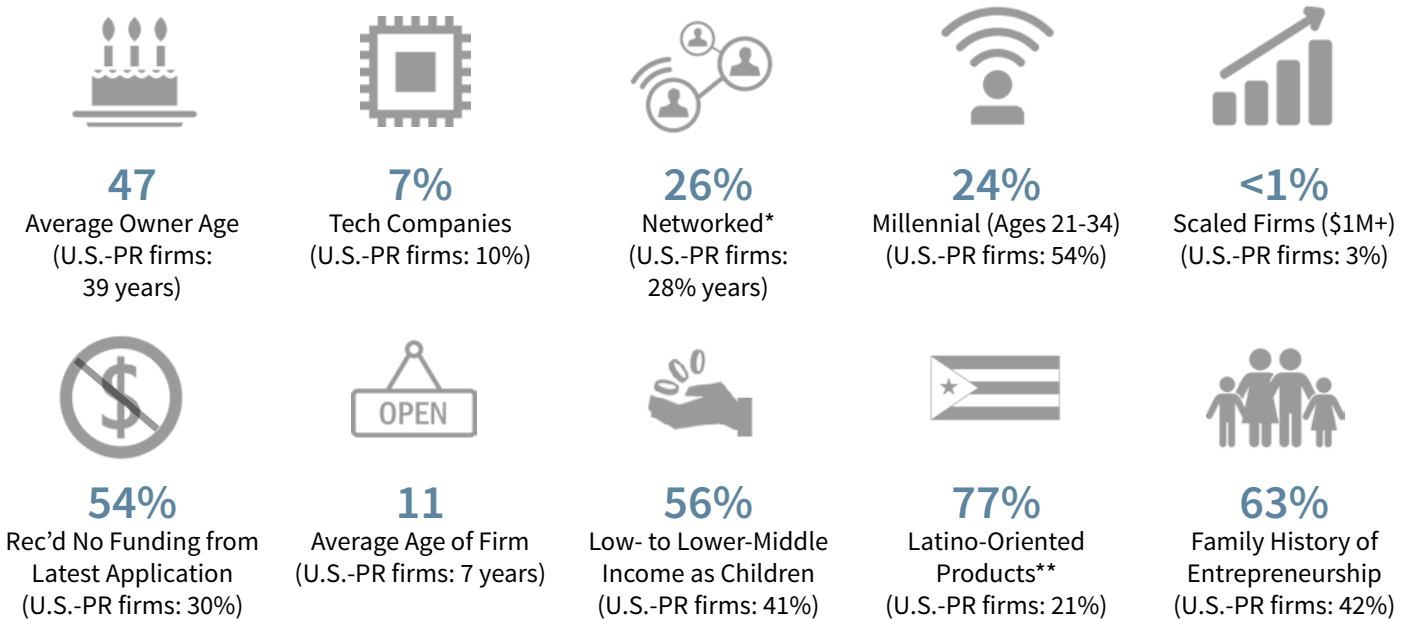 47
Average Owner Age
(U.S.-PR firms:
39 years)
7%
Tech Companies
(U.S.-PR firms: 10%)
26%
Networked*
(U.S.-PR firms:
28% years)
24%
Millennial (Ages 21-34)
(U.S.-PR firms: 54%)
<1%
Scaled Firms ($1M+)
(U.S.-PR firms: 3%)
$
54%
Rec’d No Funding from
Latest Application
(U.S.-PR firms: 30%)
OPEN
11
Average Age of Firm
(U.S.-PR firms: 7 years)
56%
Low- to Lower-Middle
Income as Children
(U.S.-PR firms: 41%)
77%
Latino-Oriented
Products**
(U.S.-PR firms: 21%)
63%
Family History of
Entrepreneurship
(U.S.-PR firms: 42%)